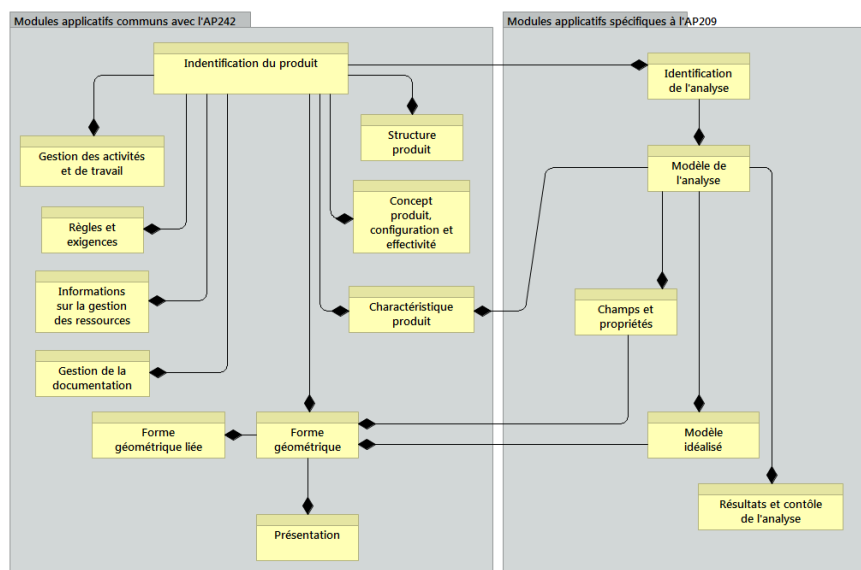 Modules applicatifs communs avec l'AP242
Modules applicatifs spécifiques à l'AP209
Indentification du produit
Identification
de l'analyse
Structure
produit
Gestion des activités
et de travail
Modèle de
l'analyse
Concept
produit,
configuration et
effectivité
Règles et
exigences
Informations
sur la gestion
des ressources
Charactéristique
produit
Champs et
propriétés
Gestion de la
documentation
Forme
géométrique liée
Forme
géométrique
Modèle
idéalisé
Résultats et contôle
de l'analyse
Présentation